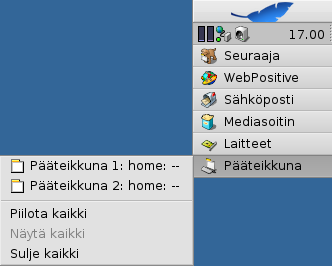 17.00
Seuraaja
WebPositive
Sähköposti
Mediasoitin
Laitteet
Pääteikkuna
Pääteikkuna 1: home: --
Pääteikkuna 2: home: --
Piilota kaikki
Näytä kaikki
Sulje kaikki